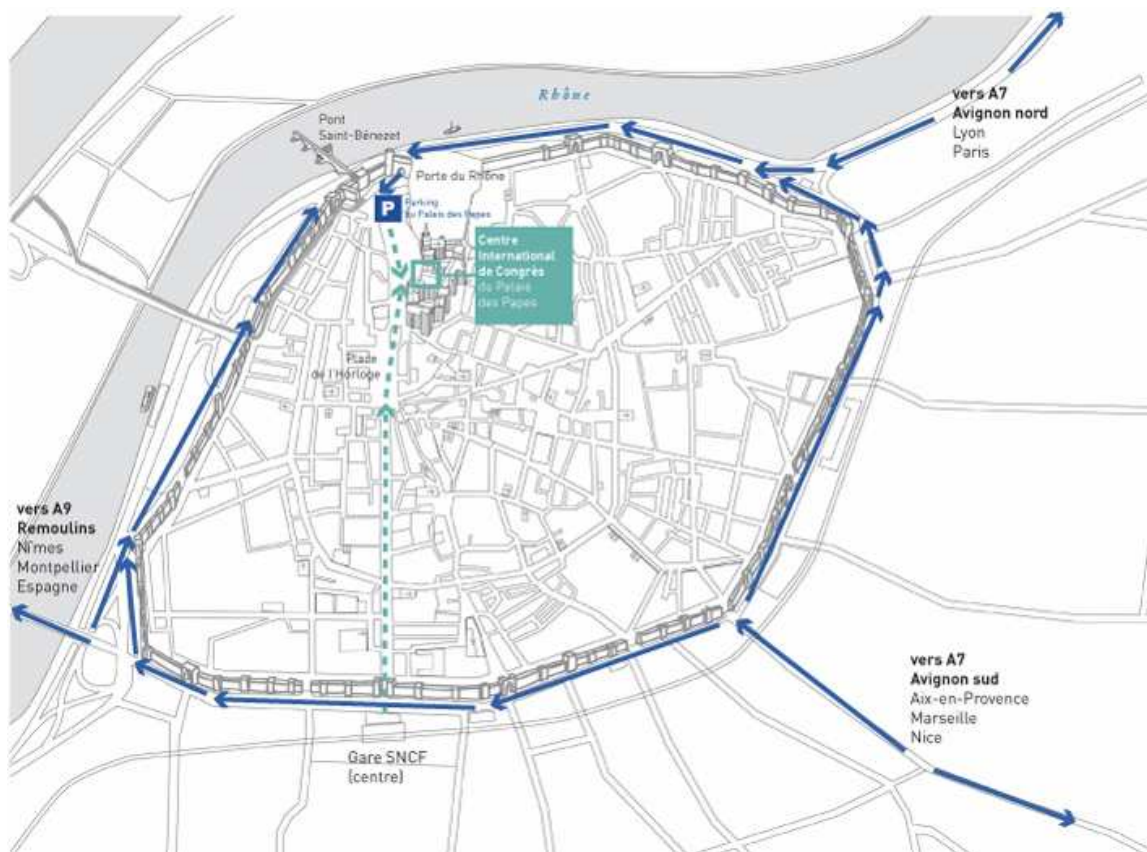 Rhône
vers A7
Avignon nord
Lyon
Paris
Pont
Saint-Bénezet
Porte du Rhône
P
Parking
du Palais des Papes
Centre
International
de Congrès
du Palais
des Papes
Place
de l'Horloge
vers A9
Remoulins
Nîmes
Montpellier
Espagne
vers A7
Avignon sud
Aix-en-Provence
Marseille
Nice
Gare SNCF
(centre)